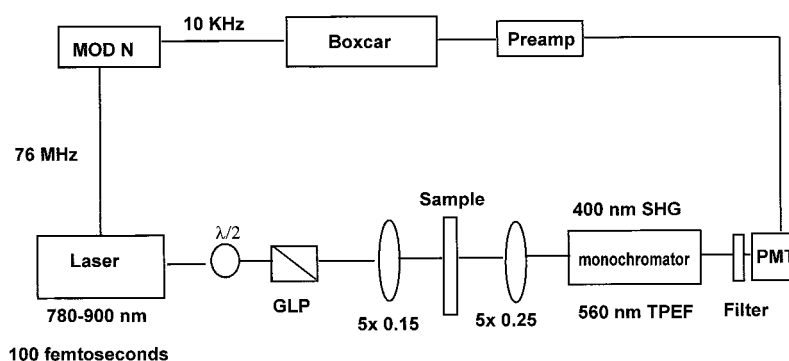 10 KHz
MOD N
Boxcar
Preamp
76 MHz
Sample
400 nm SHG
λ/2
Laser
monochromator
PMT
GLP
780-900 nm
5x 0.15
5x 0.25
560 nm TPEF
Filter
100 femtoseconds